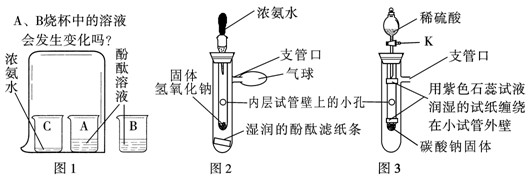 A、B烧杯中的溶液
会发生变化吗？
浓氨水
酚酞溶液
C
A
B
图1
浓氨水
支管口
气球
固体
氢氧化钠
内层试管壁上的小孔
湿润的酚酞滤纸条
图2
稀硫酸
K
支管口
用紫色石蕊试液
润湿的试纸缠绕
在小试管外壁
碳酸钠固体
图3